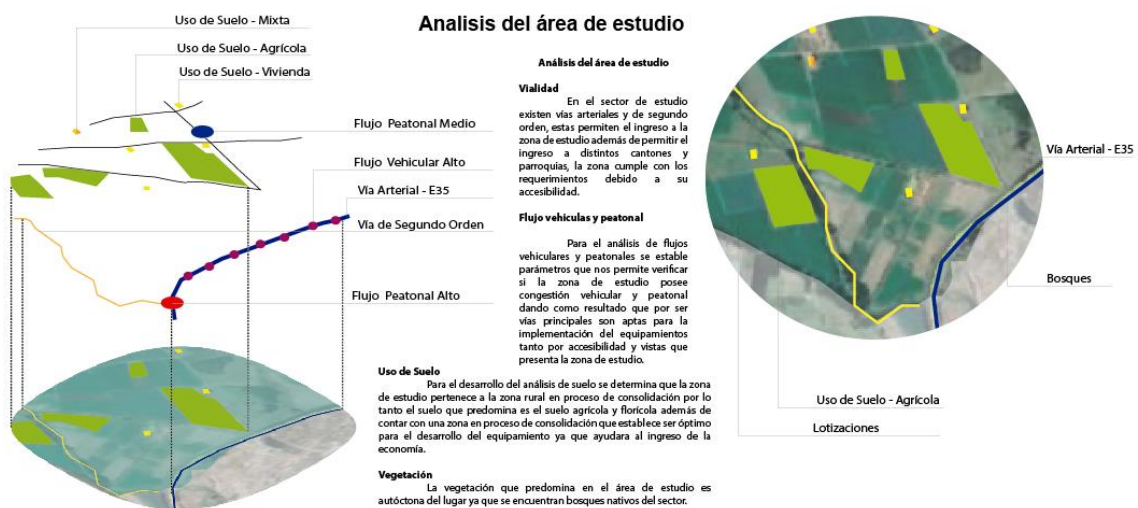 Analisis del área de estudio
Uso de Suelo - Mixta
Uso de Suelo - Agrícola
Uso de Suelo - Vivienda
Flujo Peatonal Medio
Flujo Vehicular Alto
Vía Arterial - E35
Vía de Segundo Orden
Flujo Peatonal Alto
Análisis del área de estudio
Vialidad
En el sector de estudio
existen vías arteriales y de segundo
orden, estas permiten el ingreso a la
zona de estudio además de permitir el
ingreso a distintos cantones y
parroquias, la zona cumple con los
requerimientos debido a su
accesibilidad.
Flujo vehículas y peatonal
Para el análisis de flujos
vehiculares y peatonales se estable
parámetros que nos permite verificar
si la zona de estudio posee
congestión vehicular y peatonal
dando como resultado que por ser
vías principales son aptas para la
implementación del equipamientos
tanto por accesibilidad y vistas que
presenta la zona de estudio.
Uso de Suelo
Para el desarrollo del análisis de suelo se determina que la zona
de estudio pertenece a la zona rural en proceso de consolidación por lo
tanto el suelo que predomina es el suelo agrícola y florícola además de
contar con una zona en proceso de consolidación que establece ser óptimo
para el desarrollo del equipamiento ya que ayudara al ingreso de la
economía.
Vegetación
La vegetación que predomina en el área de estudio es
autóctona del lugar ya que se encuentran bosques nativos del sector.
Vía Arterial - E35
Bosques
Uso de Suelo - Agrícola
Lotizaciones